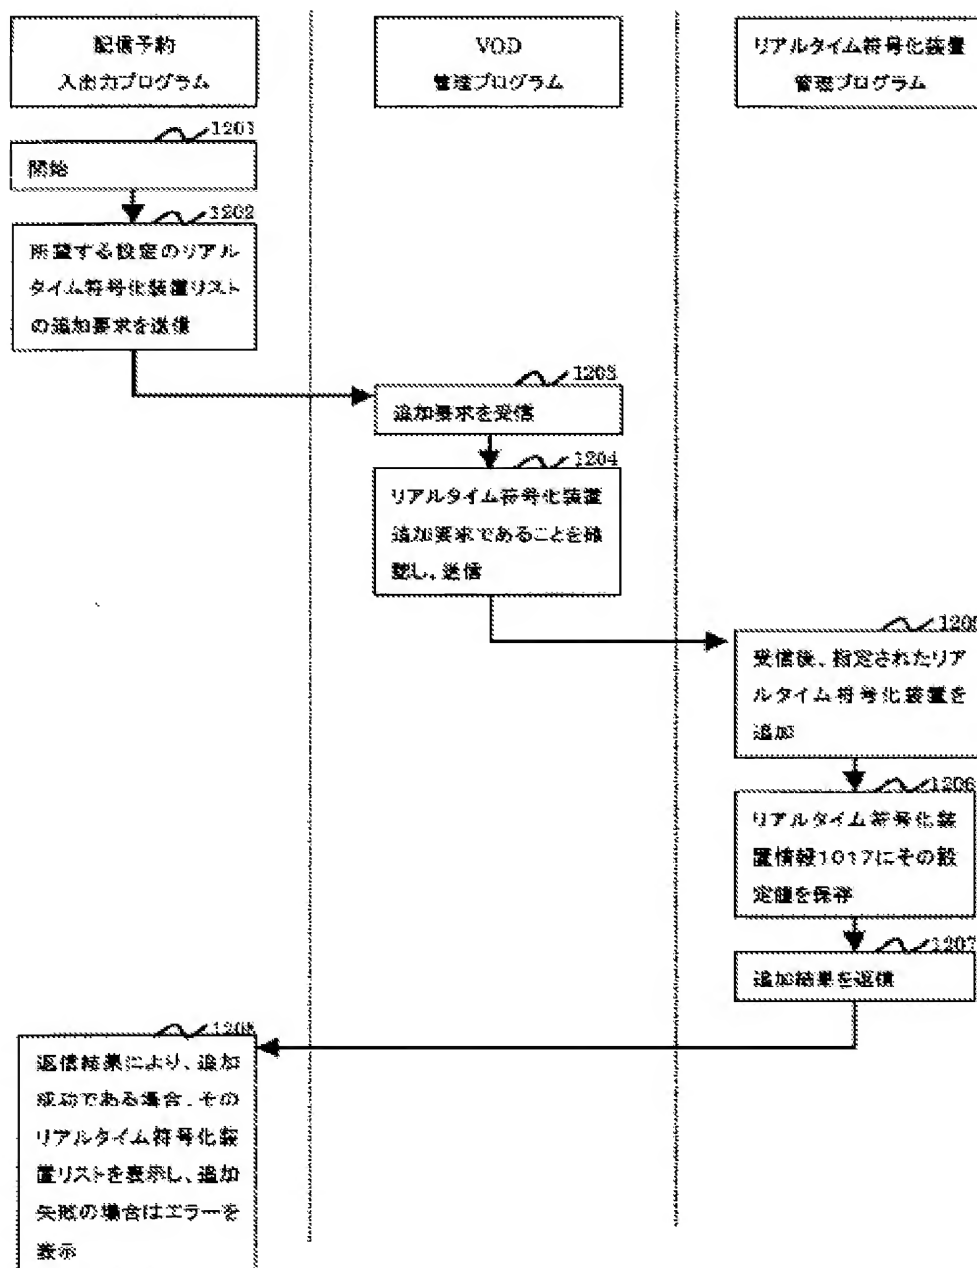 配信予約
入出力プログラム
VOD
管理プログラム
リアルタイム符号化装置
管理プログラム
1201
開始
1202
所望する設定のリアル
タイム符号化装置リスト
の追加要求を送信
1203
追加要求を受信
1204
リアルタイム符号化装置
追加要求であることを確
認し、送信
1205
受信後、指定されたリア
ルタイム符号化装置を
追加
1206
リアルタイム符号化装
置情報1017にその設
定値を保存
1207
追加結果を返信
1208
返信結果により、追加
成功である場合、その
リアルタイム符号化装
置リストを表示し、追加
失敗の場合はエラーを
表示